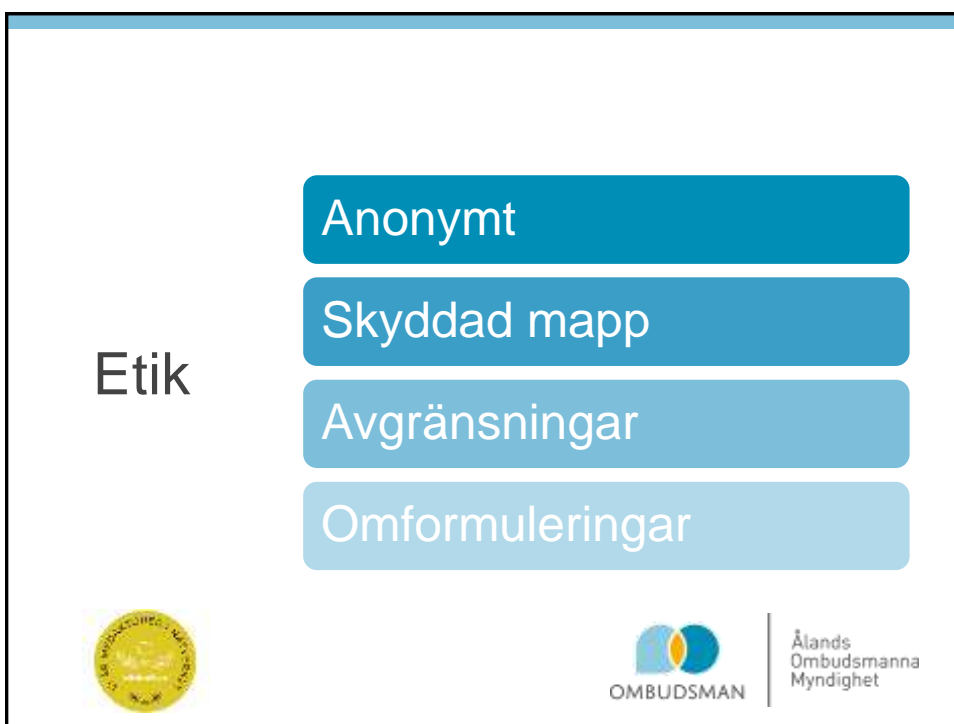 Etik
Anonymt
Skyddad mapp
Avgränsningar
Omformuleringar
OMBUDSMAN
Ålands
Ombudsmanna
Myndighet